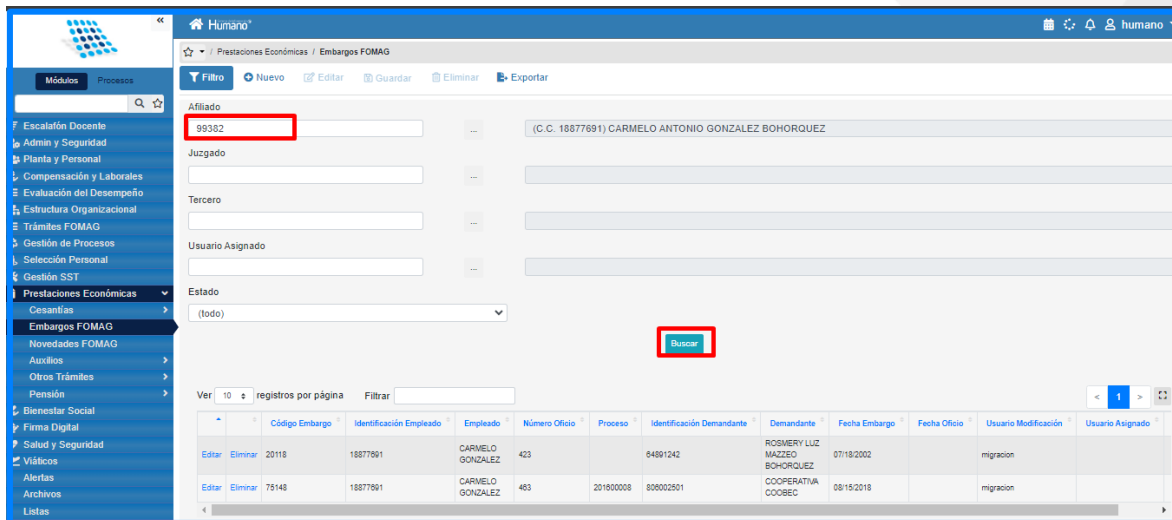 Humano®
humano
Prestaciones Económicas / Embargos FOMAG
Módulos
Procesos
Filtro
Nuevo
Editar
Guardar
Eliminar
Exportar
Escalafón Docente
Admin y Seguridad
Planta y Personal
Compensación y Laborales
Evaluación del Desempeño
Estructura Organizacional
Trámites FOMAG
Gestión de Procesos
Selección Personal
Gestión SST
Prestaciones Económicas
Cesantías
Embargos FOMAG
Novedades FOMAG
Auxilios
Otros Trámites
Pensión
Bienestar Social
Firma Digital
Salud y Seguridad
Viáticos
Alertas
Archivos
Listas
Afiliado
99382 ... (C.C. 18877691) CARMELO ANTONIO GONZALEZ BOHORQUEZ
Juzgado
...
Tercero
...
Usuario Asignado
...
Estado
(todo)
Buscar
Ver 10 registros por página Filtrar
< 1 >
Código Embargo Identificación Empleado Empleado Número Oficio Proceso Identificación Demandante Demandante Fecha Embargo Fecha Oficio Usuario Modificación Usuario Asignado
Editar Eliminar 20118 18877691 CARMELO GONZALEZ 423 64891242 ROSMERY LUZ MAZZEO BOHORQUEZ 07/18/2002 migracion
Editar Eliminar 75148 18877691 CARMELO GONZALEZ 463 201600008 806002501 COOPERATIVA COOBEC 08/15/2018 migracion